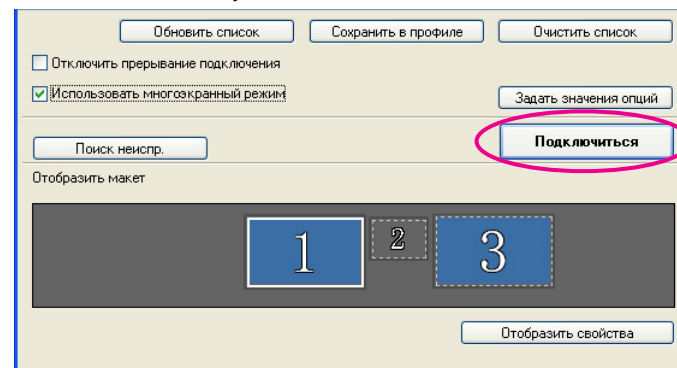 Обновить список Сохранить в профиле Очистить список
Отключить прерывание подключения
Использовать многоэкранный режим
Задать значения опций
Поиск неиспр. Подключиться
Отобразить макет
1 2 3
Отобразить свойства